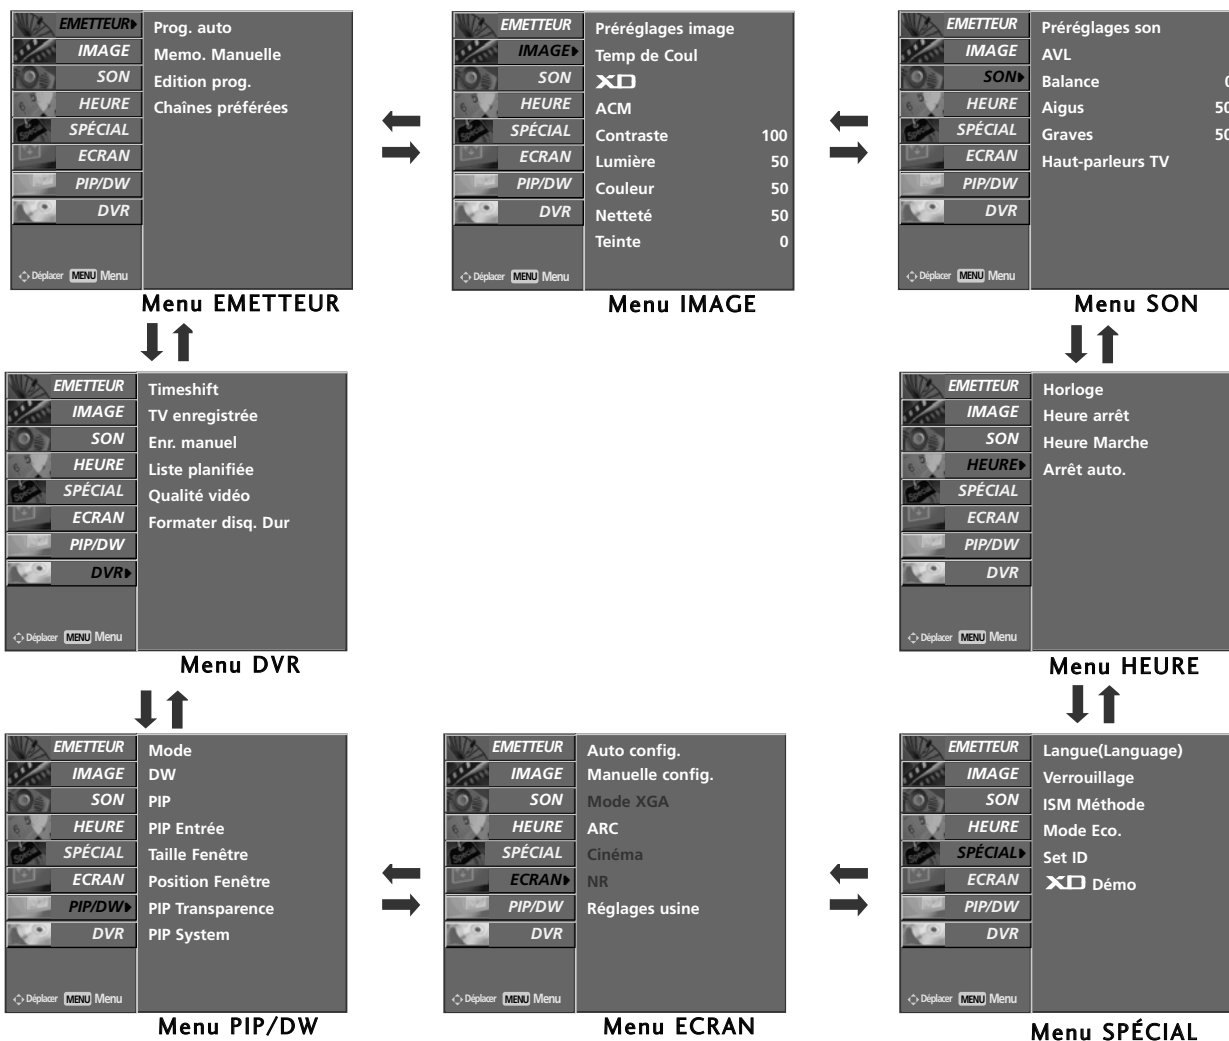 EMETTEUR
IMAGE
SON
HEURE
SPÉCIAL
ECRAN
PIP/DW
DVR
Déplacer MENU Menu
Prog. auto
Memo. Manuelle
Edition prog.
Chaînes préférées
Menu EMETTEUR
EMETTEUR
IMAGE
SON
HEURE
SPÉCIAL
ECRAN
PIP/DW
DVR
Déplacer MENU Menu
Préréglages image
Temp de Coul
XD
ACM
Contraste 100
Lumière 50
Couleur 50
Netteté 50
Teinte 0
Menu IMAGE
EMETTEUR
IMAGE
SON
HEURE
SPÉCIAL
ECRAN
PIP/DW
DVR
Déplacer MENU Menu
Préréglages son
AVL
Balance 0
Aigus 50
Graves 50
Haut-parleurs TV
Menu SON
EMETTEUR
IMAGE
SON
HEURE
SPÉCIAL
ECRAN
PIP/DW
DVR
Déplacer MENU Menu
Timeshift
TV enregistrée
Enr. manuel
Liste planifiée
Qualité vidéo
Formater disq. Dur
Menu DVR
EMETTEUR
IMAGE
SON
HEURE
SPÉCIAL
ECRAN
PIP/DW
DVR
Déplacer MENU Menu
Horloge
Heure arrêt
Heure Marche
Arrêt auto.
Menu HEURE
EMETTEUR
IMAGE
SON
HEURE
SPÉCIAL
ECRAN
PIP/DW
DVR
Déplacer MENU Menu
Mode
DW
PIP
PIP Entrée
Taille Fenêtre
Position Fenêtre
PIP Transparence
PIP System
Menu PIP/DW
EMETTEUR
IMAGE
SON
HEURE
SPÉCIAL
ECRAN
PIP/DW
DVR
Déplacer MENU Menu
Auto config.
Manuelle config.
Mode XGA
ARC
Cinéma
NR
Réglages usine
Menu ECRAN
EMETTEUR
IMAGE
SON
HEURE
SPÉCIAL
ECRAN
PIP/DW
DVR
Déplacer MENU Menu
Langue(Language)
Verrouillage
ISM Méthode
Mode Eco.
Set ID
XD Démo
Menu SPÉCIAL